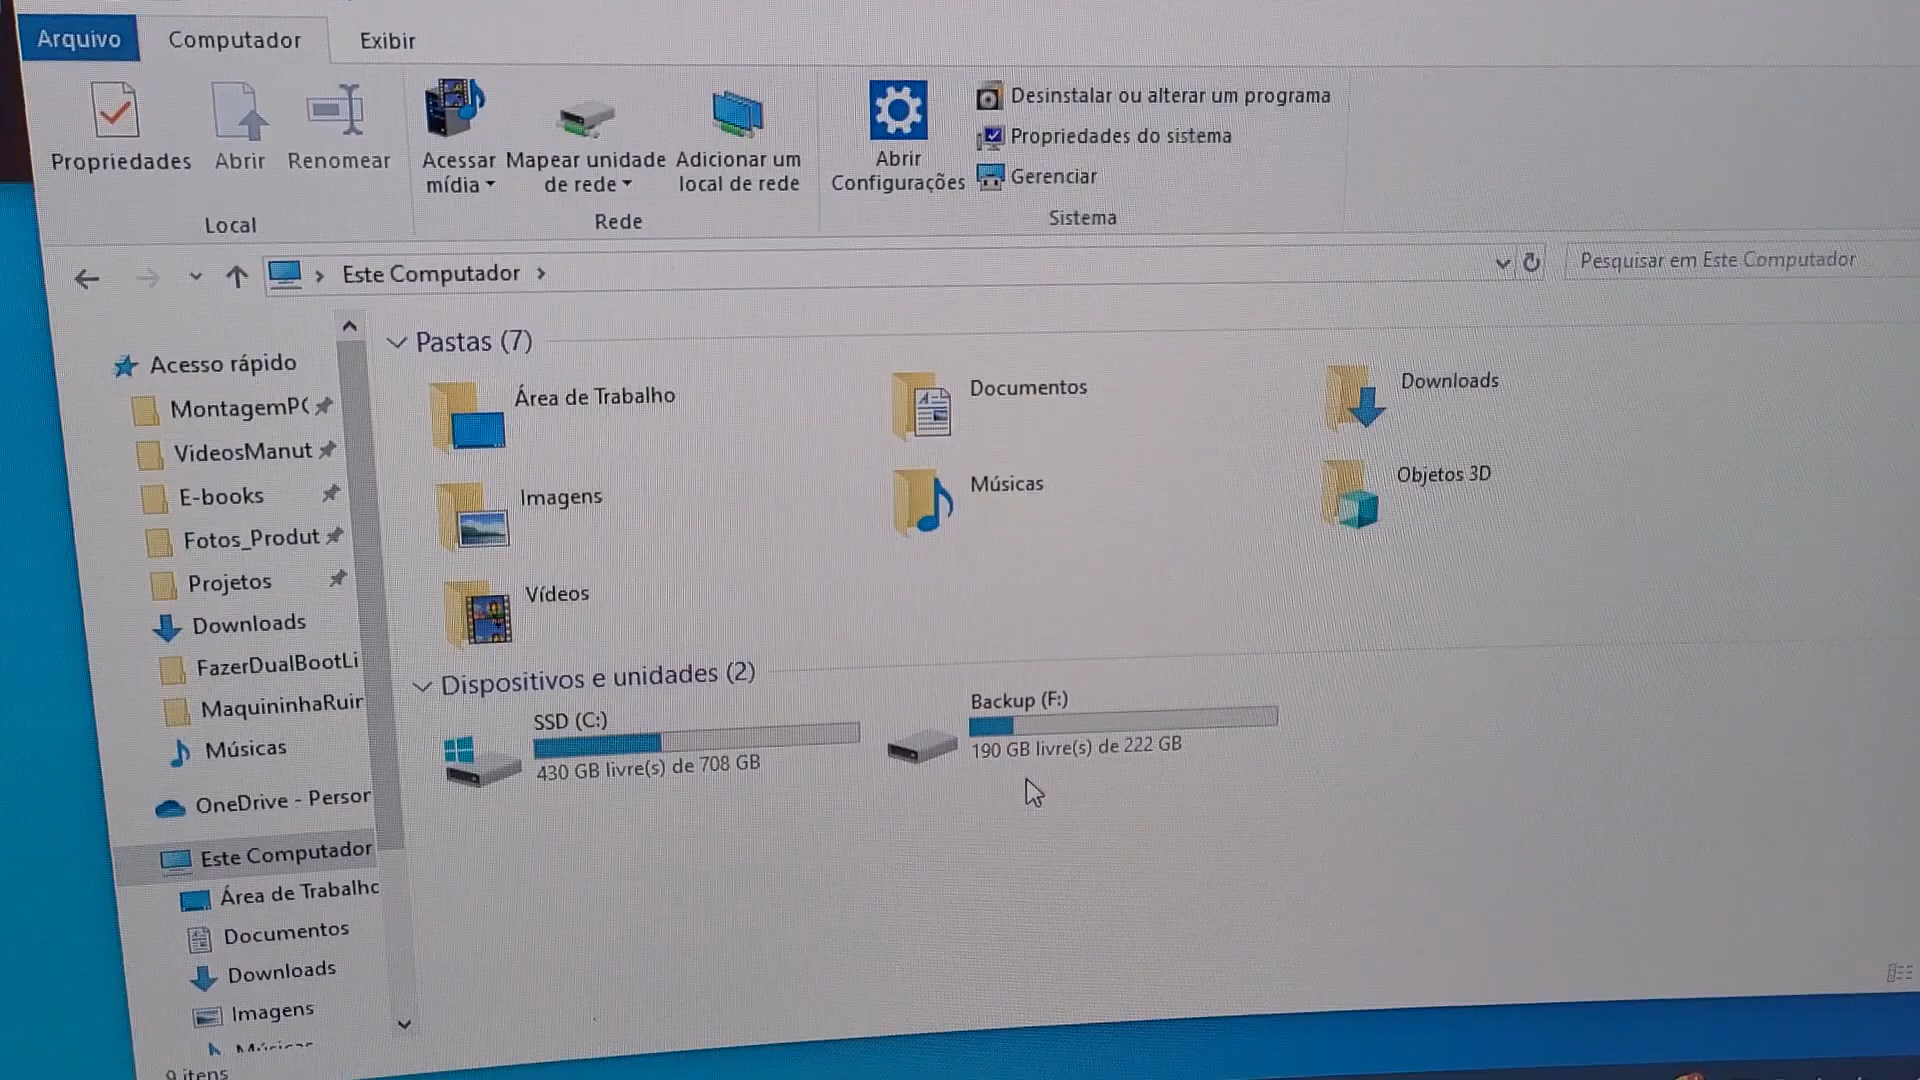 Arquivo
Computador
Exibir
Propriedades
Abrir
Renomear
Local
Acessar
mídia
Mapear unidade
de rede
Adicionar um
local de rede
Rede
Abrir
Configurações
Desinstalar ou alterar um programa
Propriedades do sistema
Gerenciar
Sistema
Este Computador
Pesquisar em Este Computador
Acesso rápido
MontagemP(
VideosManut
E-books
Fotos_Produt
Projetos
Downloads
FazerDualBootLi
MaquininhaRuir
Músicas
OneDrive - Persor
Este Computador
Área de Trabalhc
Documentos
Downloads
Imagens
9 itens
Pastas (7)
Área de Trabalho
Documentos
Downloads
Imagens
Músicas
Objetos 3D
Vídeos
Dispositivos e unidades (2)
SSD (C:)
430 GB livre(s) de 708 GB
Backup (F:)
190 GB livre(s) de 222 GB